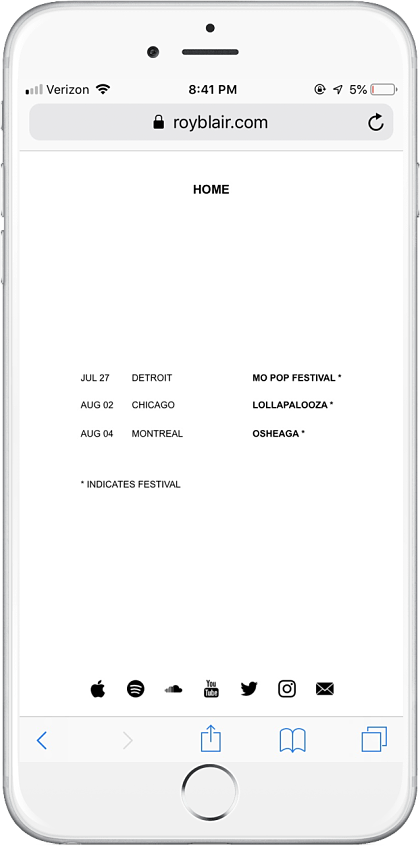 Verizon 8:41 PM 5%
royblair.com
HOME
JUL 27 DETROIT MO POP FESTIVAL *
AUG 02 CHICAGO LOLLAPALOOZA *
AUG 04 MONTREAL OSHEAGA *
* INDICATES FESTIVAL
You
Tube